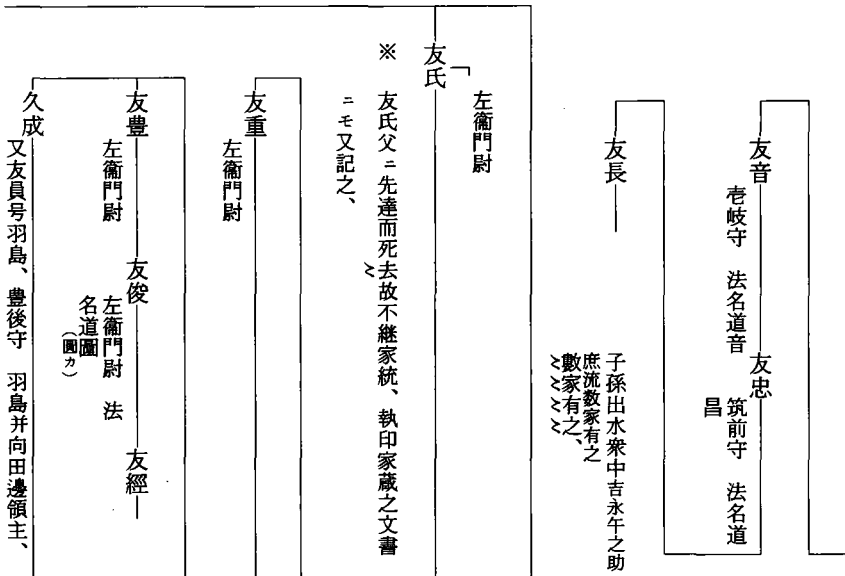 友音
壱岐守　法名道音
友忠
筑前守　法名道
昌
友長
子孫出水衆中吉永午之助
庶流数家有之
數家有之、
左衞門尉
友氏
※　友氏父ニ先達而死去故不継家統、執印家蔵之文書
ニモ又記之、
友重
左衞門尉
友豊
左衞門尉
友俊
左衞門尉　法
名道圖
（圓カ）
友經
久成
又友員号羽島、豊後守　羽島并向田邊領主、